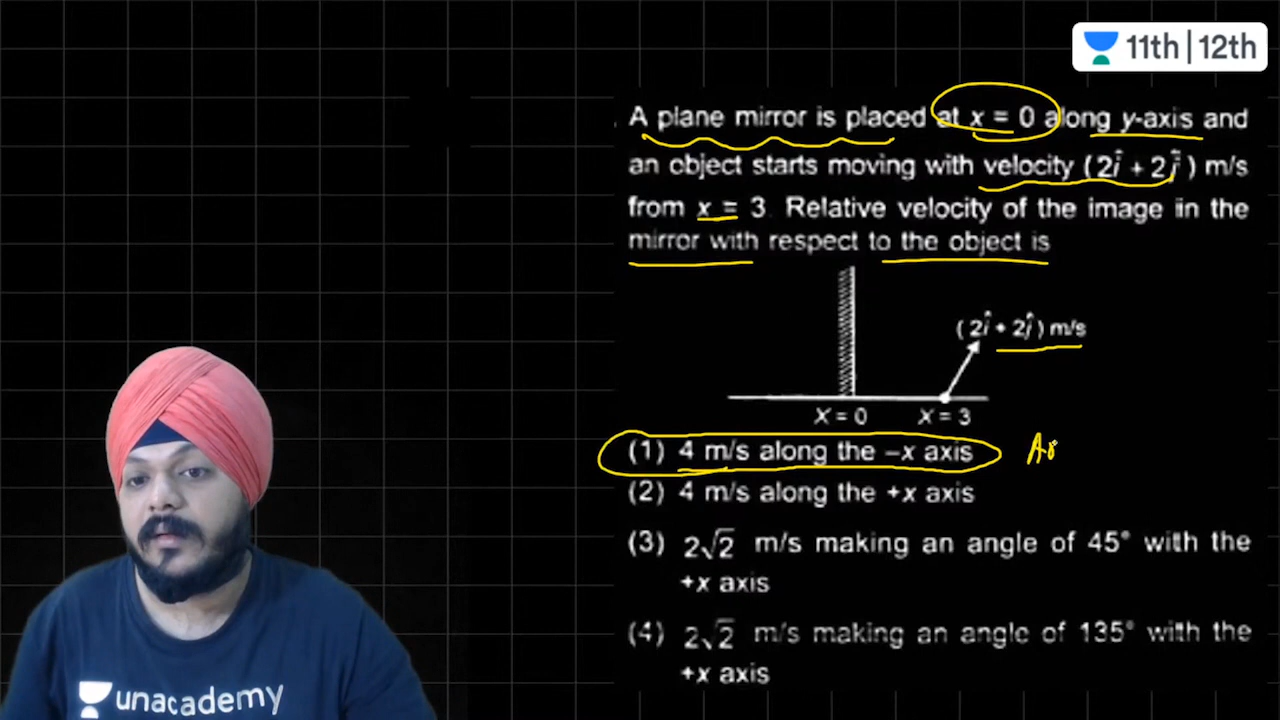 11th | 12th
A plane mirror is placed at x = 0 along y-axis and
an object starts moving with velocity (2î + 2ĵ) m/s
from x = 3. Relative velocity of the image in the
mirror with respect to the object is
(2î + 2ĵ) m/s
X = 0 X = 3
(1) 4 m/s along the –x axis
(2) 4 m/s along the +x axis
(3) 2√2 m/s making an angle of 45° with the
+x axis
(4) 2√2 m/s making an angle of 135° with the
+x axis
unacademy